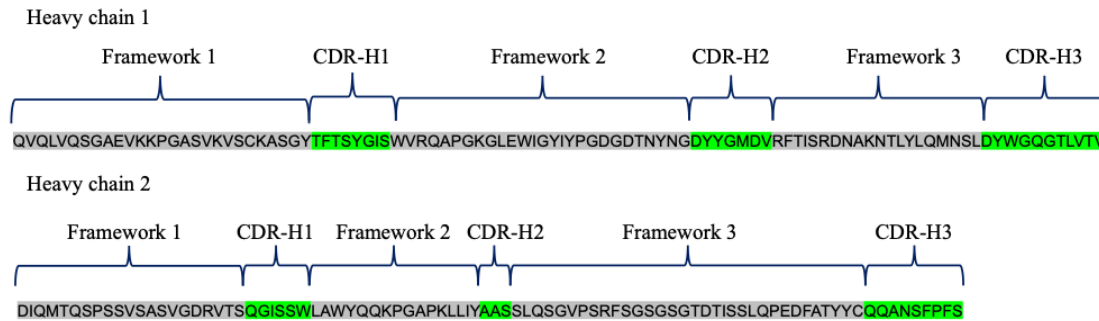 Heavy chain 1
Framework 1 CDR-H1 Framework 2 CDR-H2 Framework 3 CDR-H3
QVQLVQSGAEVKKPGASVKVSCKASGYTFTSYGISWVRQAPGKGLEWIGYIYPGDGDTNYNGDYYGMDVRFTISRDNAKNTLYLQMNSLDYWGQGTLVTV
Heavy chain 2
Framework 1 CDR-H1 Framework 2 CDR-H2 Framework 3 CDR-H3
DIQMTQSPSSVSASVGDRVTSQGISSWLAWYQQKPGAPKLLIYAASSLQSGVPSRFSGSGSGTDTISSLQPEDFATYYCQQANSFPFS